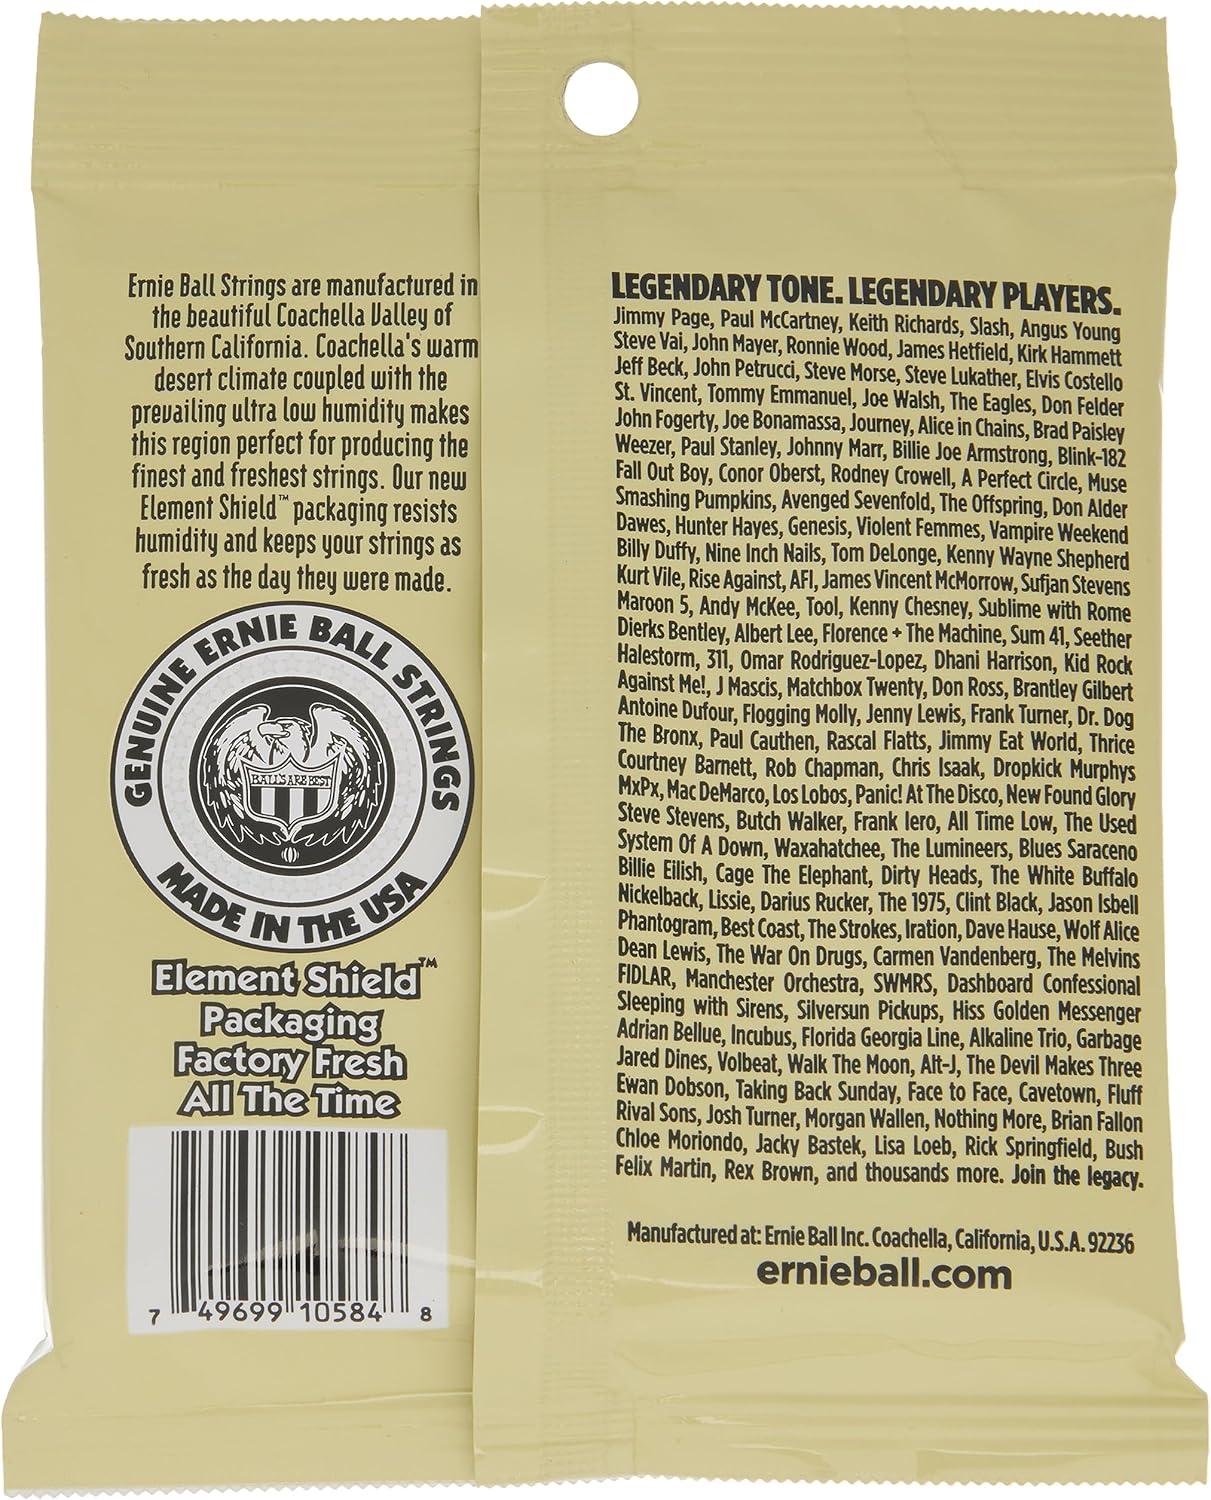 Ernie Ball Strings are manufactured in
the beautiful Coachella Valley of
Southern California. Coachella's warm
desert climate coupled with the
prevailing ultra low humidity makes
this region perfect for producing the
finest and freshest strings. Our new
Element Shield™ packaging resists
humidity and keeps your strings as
fresh as the day they were made.
GENUINE ERNIE BALL STRINGS
BALL'S ARE BEST
MADE IN THE USA
Element Shield™
Packaging
Factory Fresh
All The Time
7 49699 10584 8
LEGENDARY TONE. LEGENDARY PLAYERS.
Jimmy Page, Paul McCartney, Keith Richards, Slash, Angus Young
Steve Vai, John Mayer, Ronnie Wood, James Hetfield, Kirk Hammett
Jeff Beck, John Petrucci, Steve Morse, Steve Lukather, Elvis Costello
St. Vincent, Tommy Emmanuel, Joe Walsh, The Eagles, Don Felder
John Fogerty, Joe Bonamassa, Journey, Alice in Chains, Brad Paisley
Weezer, Paul Stanley, Johnny Marr, Billie Joe Armstrong, Blink-182
Fall Out Boy, Conor Oberst, Rodney Crowell, A Perfect Circle, Muse
Smashing Pumpkins, Avenged Sevenfold, The Offspring, Don Alder
Dawes, Hunter Hayes, Genesis, Violent Femmes, Vampire Weekend
Billy Duffy, Nine Inch Nails, Tom DeLonge, Kenny Wayne Shepherd
Kurt Vile, Rise Against, AFI, James Vincent McMorrow, Sufjan Stevens
Maroon 5, Andy McKee, Tool, Kenny Chesney, Sublime with Rome
Dierks Bentley, Albert Lee, Florence + The Machine, Sum 41, Seether
Halestorm, 311, Omar Rodriguez-Lopez, Dhani Harrison, Kid Rock
Against Me!, J Mascis, Matchbox Twenty, Don Ross, Brantley Gilbert
Antoine Dufour, Flogging Molly, Jenny Lewis, Frank Turner, Dr. Dog
The Bronx, Paul Cauthen, Rascal Flatts, Jimmy Eat World, Thrice
Courtney Barnett, Rob Chapman, Chris Isaak, Dropkick Murphys
MxPx, Mac DeMarco, Los Lobos, Panic! At The Disco, New Found Glory
Steve Stevens, Butch Walker, Frank Iero, All Time Low, The Used
System Of A Down, Waxahatchee, The Lumineers, Blues Saraceno
Billie Eilish, Cage The Elephant, Dirty Heads, The White Buffalo
Nickelback, Lissie, Darius Rucker, The 1975, Clint Black, Jason Isbell
Phantogram, Best Coast, The Strokes, Iration, Dave Hause, Wolf Alice
Dean Lewis, The War On Drugs, Carmen Vandenberg, The Melvins
FIDLAR, Manchester Orchestra, SWMRS, Dashboard Confessional
Sleeping with Sirens, Silversun Pickups, Hiss Golden Messenger
Adrian Bellue, Incubus, Florida Georgia Line, Alkaline Trio, Garbage
Jared Dines, Volbeat, Walk The Moon, Alt-J, The Devil Makes Three
Ewan Dobson, Taking Back Sunday, Face to Face, Cavetown, Fluff
Rival Sons, Josh Turner, Morgan Wallen, Nothing More, Brian Fallon
Chloe Moriondo, Jacky Bastek, Lisa Loeb, Rick Springfield, Bush
Felix Martin, Rex Brown, and thousands more. Join the legacy.
Manufactured at: Ernie Ball Inc. Coachella, California, U.S.A. 92236
ernieball.com